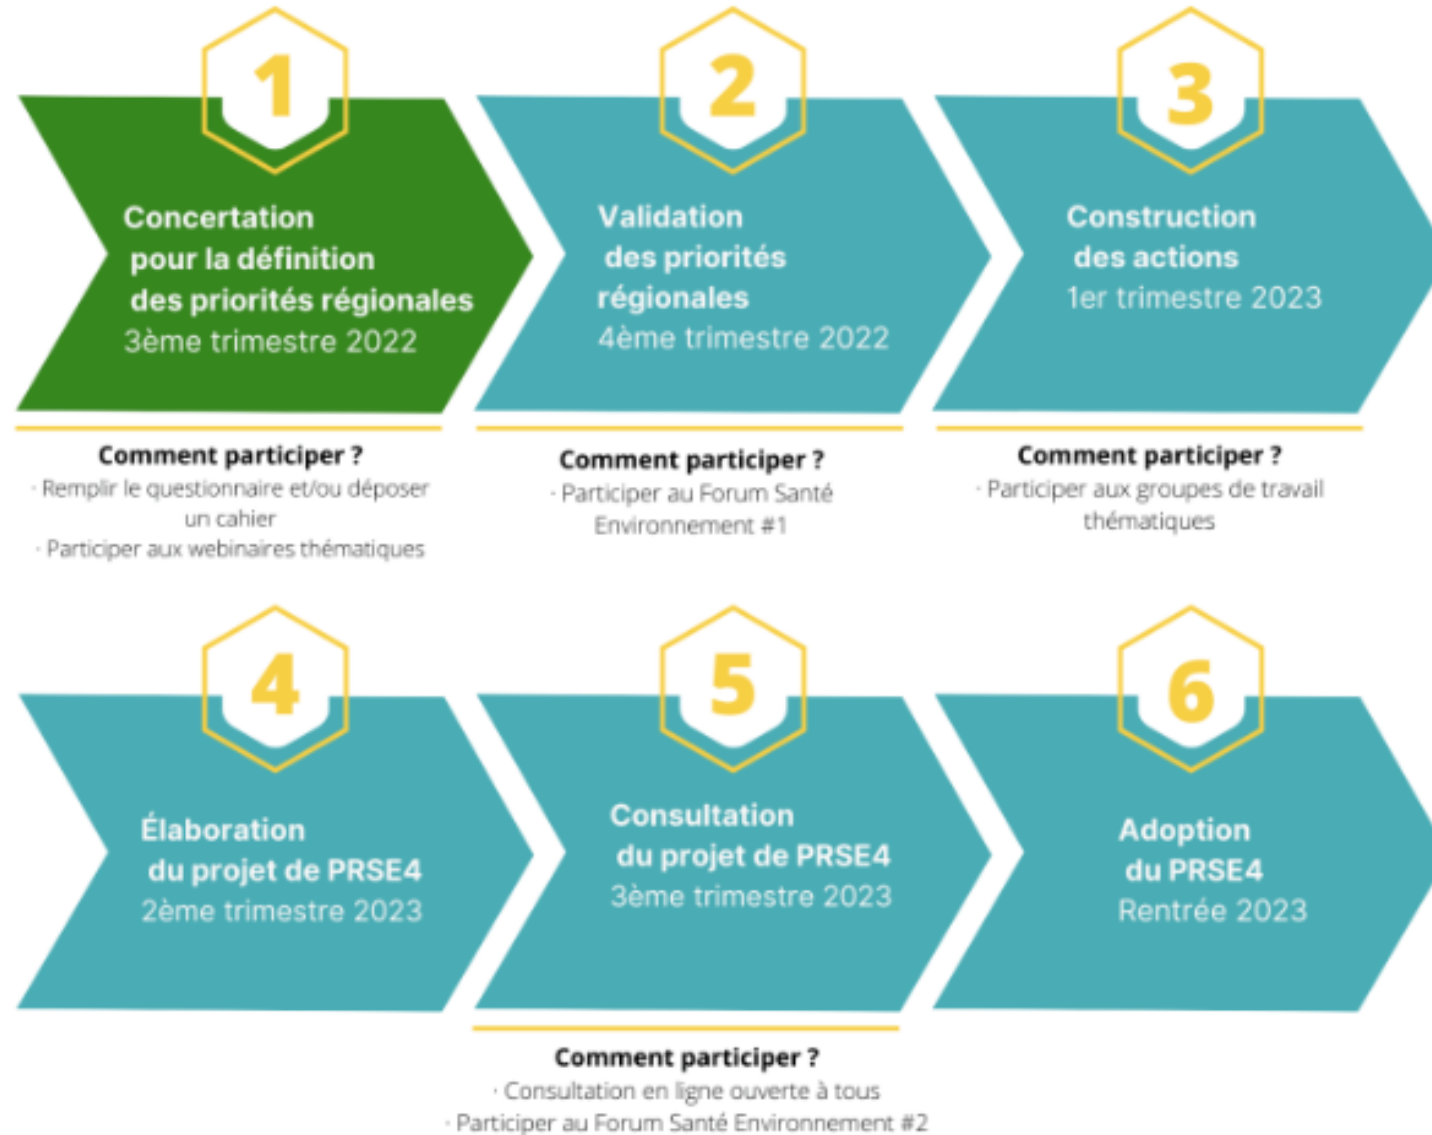 1
Concertation
pour la définition
des priorités régionales
3ème trimestre 2022
Comment participer ?
· Remplir le questionnaire et/ou déposer
un cahier
· Participer aux webinaires thématiques
2
Validation
des priorités
régionales
4ème trimestre 2022
Comment participer ?
· Participer au Forum Santé
Environnement #1
3
Construction
des actions
1er trimestre 2023
Comment participer ?
· Participer aux groupes de travail
thématiques
4
Élaboration
du projet de PRSE4
2ème trimestre 2023
5
Consultation
du projet de PRSE4
3ème trimestre 2023
Comment participer ?
· Consultation en ligne ouverte à tous
· Participer au Forum Santé Environnement #2
6
Adoption
du PRSE4
Rentrée 2023